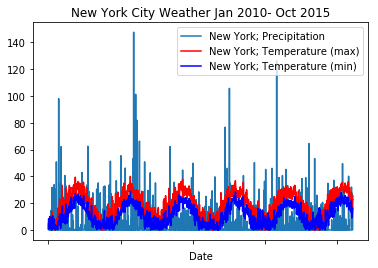 New York City Weather Jan 2010- Oct 2015
New York; Precipitation
New York; Temperature (max)
New York; Temperature (min)
140
120
100
80
60
40
20
0
Date